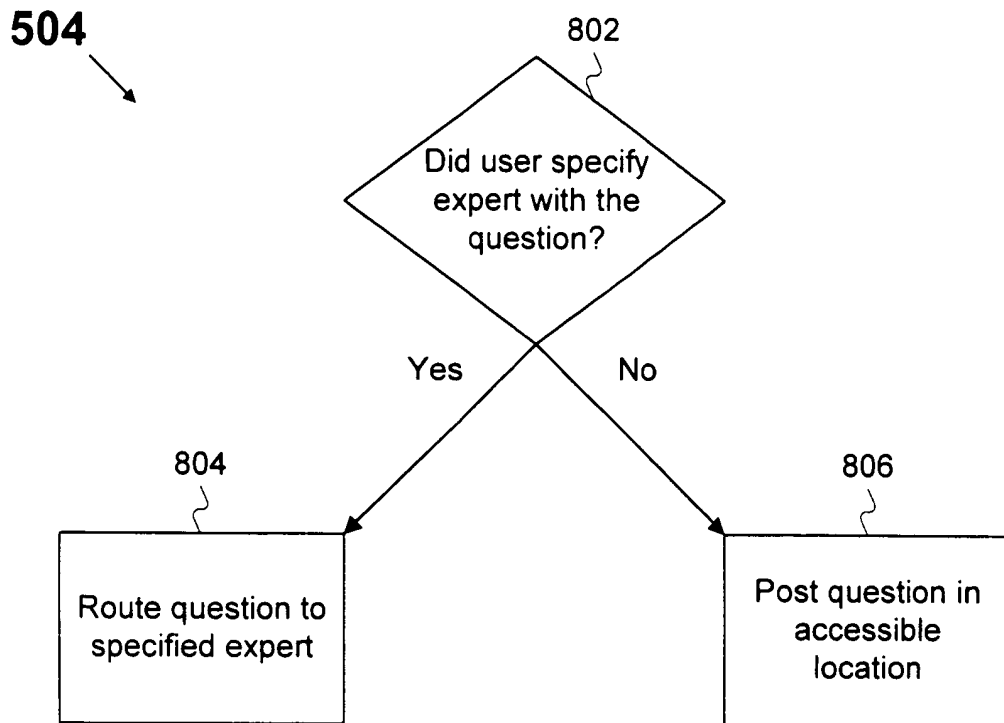 504
802
Did user specify
expert with the
question?
Yes
No
804
806
Route question to
specified expert
Post question in
accessible
location